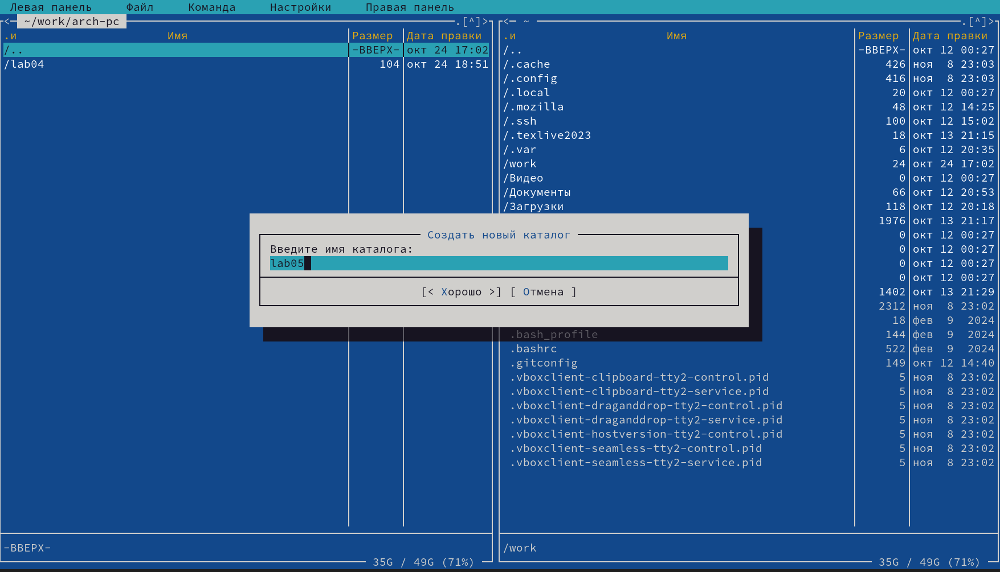 Левая панель Файл Команда Настройки Правая панель
<─ ~/work/arch-pc .[^]> <─ ~ .[^]>
.и Имя Размер Дата правки .и Имя Размер Дата правки
/.. -ВВЕРХ- окт 24 17:02 /.. -ВВЕРХ- окт 12 00:27
/lab04 104 окт 24 18:51 /.cache 426 ноя 8 23:03
/.config 416 ноя 8 23:03
/.local 20 окт 12 00:27
/.mozilla 48 окт 12 14:25
/.ssh 100 окт 12 15:02
/.texlive2023 18 окт 13 21:15
/.var 6 окт 12 20:35
/work 24 окт 24 17:02
/Видео 0 окт 12 00:27
/Документы 66 окт 12 20:53
/Загрузки 118 окт 12 20:18
1976 окт 13 21:17
Создать новый каталог 0 окт 12 00:27
Введите имя каталога: 0 окт 12 00:27
lab05 0 окт 12 00:27
0 окт 12 00:27
[< Хорошо >] [ Отмена ] 1402 окт 13 21:29
2312 ноя 8 23:02
18 фев 9 2024
.bash_profile 144 фев 9 2024
.bashrc 522 фев 9 2024
.gitconfig 149 окт 12 14:40
.vboxclient-clipboard-tty2-control.pid 5 ноя 8 23:02
.vboxclient-clipboard-tty2-service.pid 5 ноя 8 23:02
.vboxclient-draganddrop-tty2-control.pid 5 ноя 8 23:02
.vboxclient-draganddrop-tty2-service.pid 5 ноя 8 23:02
.vboxclient-hostversion-tty2-control.pid 5 ноя 8 23:02
.vboxclient-seamless-tty2-control.pid 5 ноя 8 23:02
.vboxclient-seamless-tty2-service.pid 5 ноя 8 23:02
-ВВЕРХ- /work
35G / 49G (71%) 35G / 49G (71%)